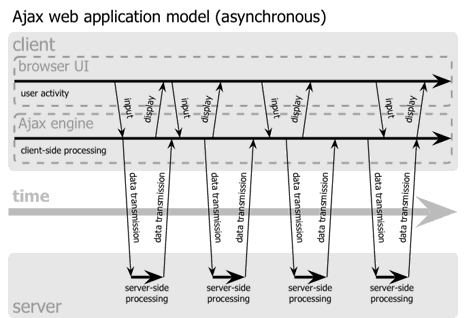 Ajax web application model (asynchronous)
client
browser UI
user activity
input
display
input
display
input
display
input
display
Ajax engine
client-side processing
data transmission
data transmission
data transmission
data transmission
data transmission
data transmission
data transmission
data transmission
time
server-side
processing
server-side
processing
server-side
processing
server-side
processing
server